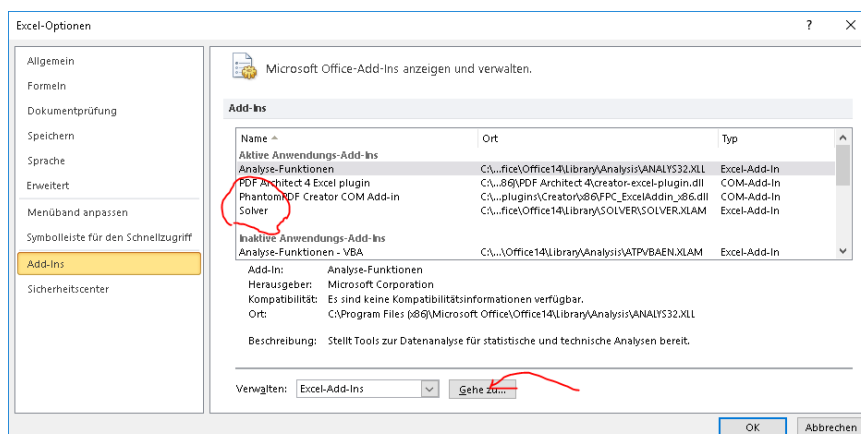 Excel-Optionen ? X
Allgemein
Formeln
Dokumentprüfung
Speichern
Sprache
Erweitert
Menüband anpassen
Symbolleiste für den Schnellzugriff
Add-Ins
Sicherheitscenter
Microsoft Office-Add-Ins anzeigen und verwalten.
Add-Ins
Name Ort Typ
Aktive Anwendungs-Add-Ins
Analyse-Funktionen C:\...fice\Office14\Library\Analysis\ANALYS32.XLL Excel-Add-In
PDF Architect 4 Excel plugin C:\...86)\PDF Architect 4\creator-excel-plugin.dll COM-Add-In
PhantomPDF Creator COM Add-in C:\...plugins\Creator\x86\FPC_ExcelAddin_x86.dll COM-Add-In
Solver C:\...fice\Office14\Library\SOLVER\SOLVER.XLAM Excel-Add-In
Inaktive Anwendungs-Add-Ins
Analyse-Funktionen - VBA C:\...\Office14\Library\Analysis\ATPVBAEN.XLAM Excel-Add-In
Add-In: Analyse-Funktionen
Herausgeber: Microsoft Corporation
Kompatibilität: Es sind keine Kompatibilitätsinformationen verfügbar.
Ort: C:\Program Files (x86)\Microsoft Office\Office14\Library\Analysis\ANALYS32.XLL
Beschreibung: Stellt Tools zur Datenanalyse für statistische und technische Analysen bereit.
Verwalten: Excel-Add-Ins Gehe zu...
OK Abbrechen